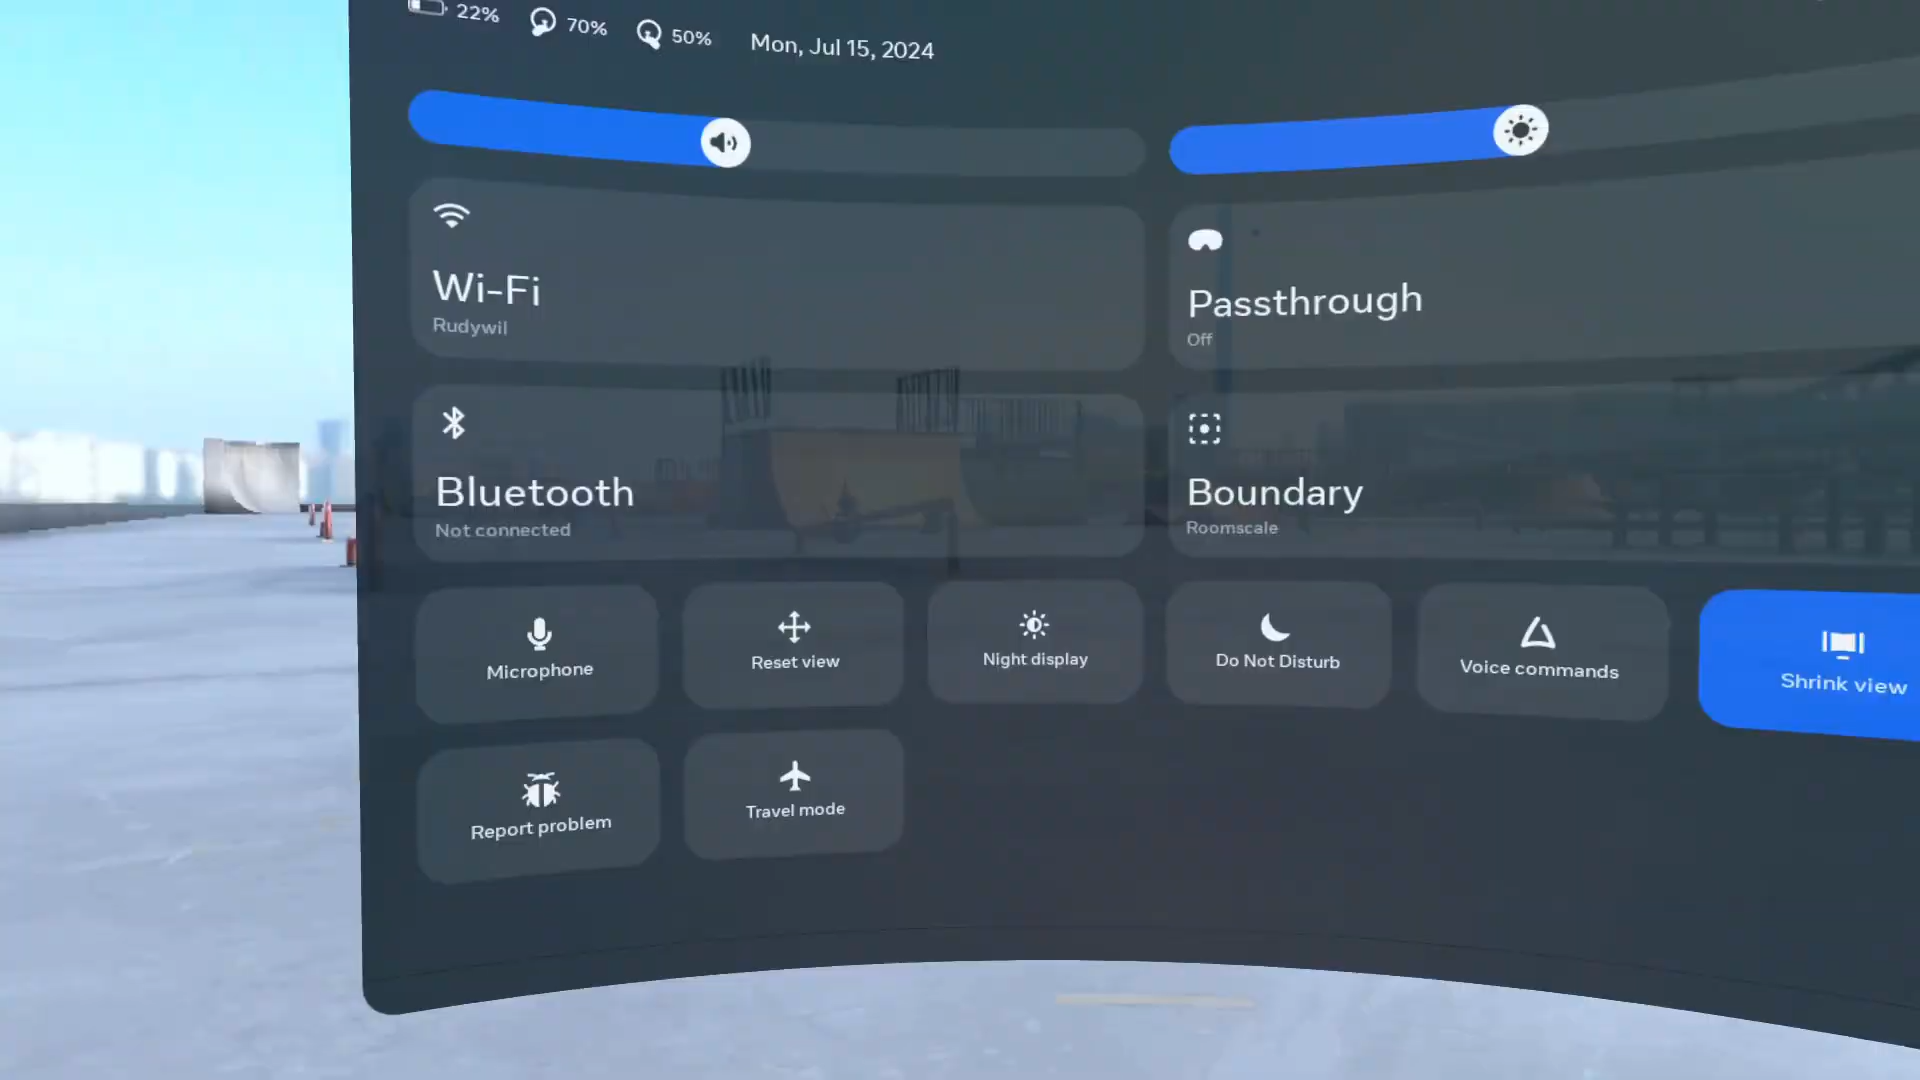 22% 70% 50% Mon, Jul 15, 2024
Wi-Fi
Rudywil
Passthrough
Off
Bluetooth
Not connected
Boundary
Roomscale
Microphone
Reset view
Night display
Do Not Disturb
Voice commands
Shrink view
Report problem
Travel mode